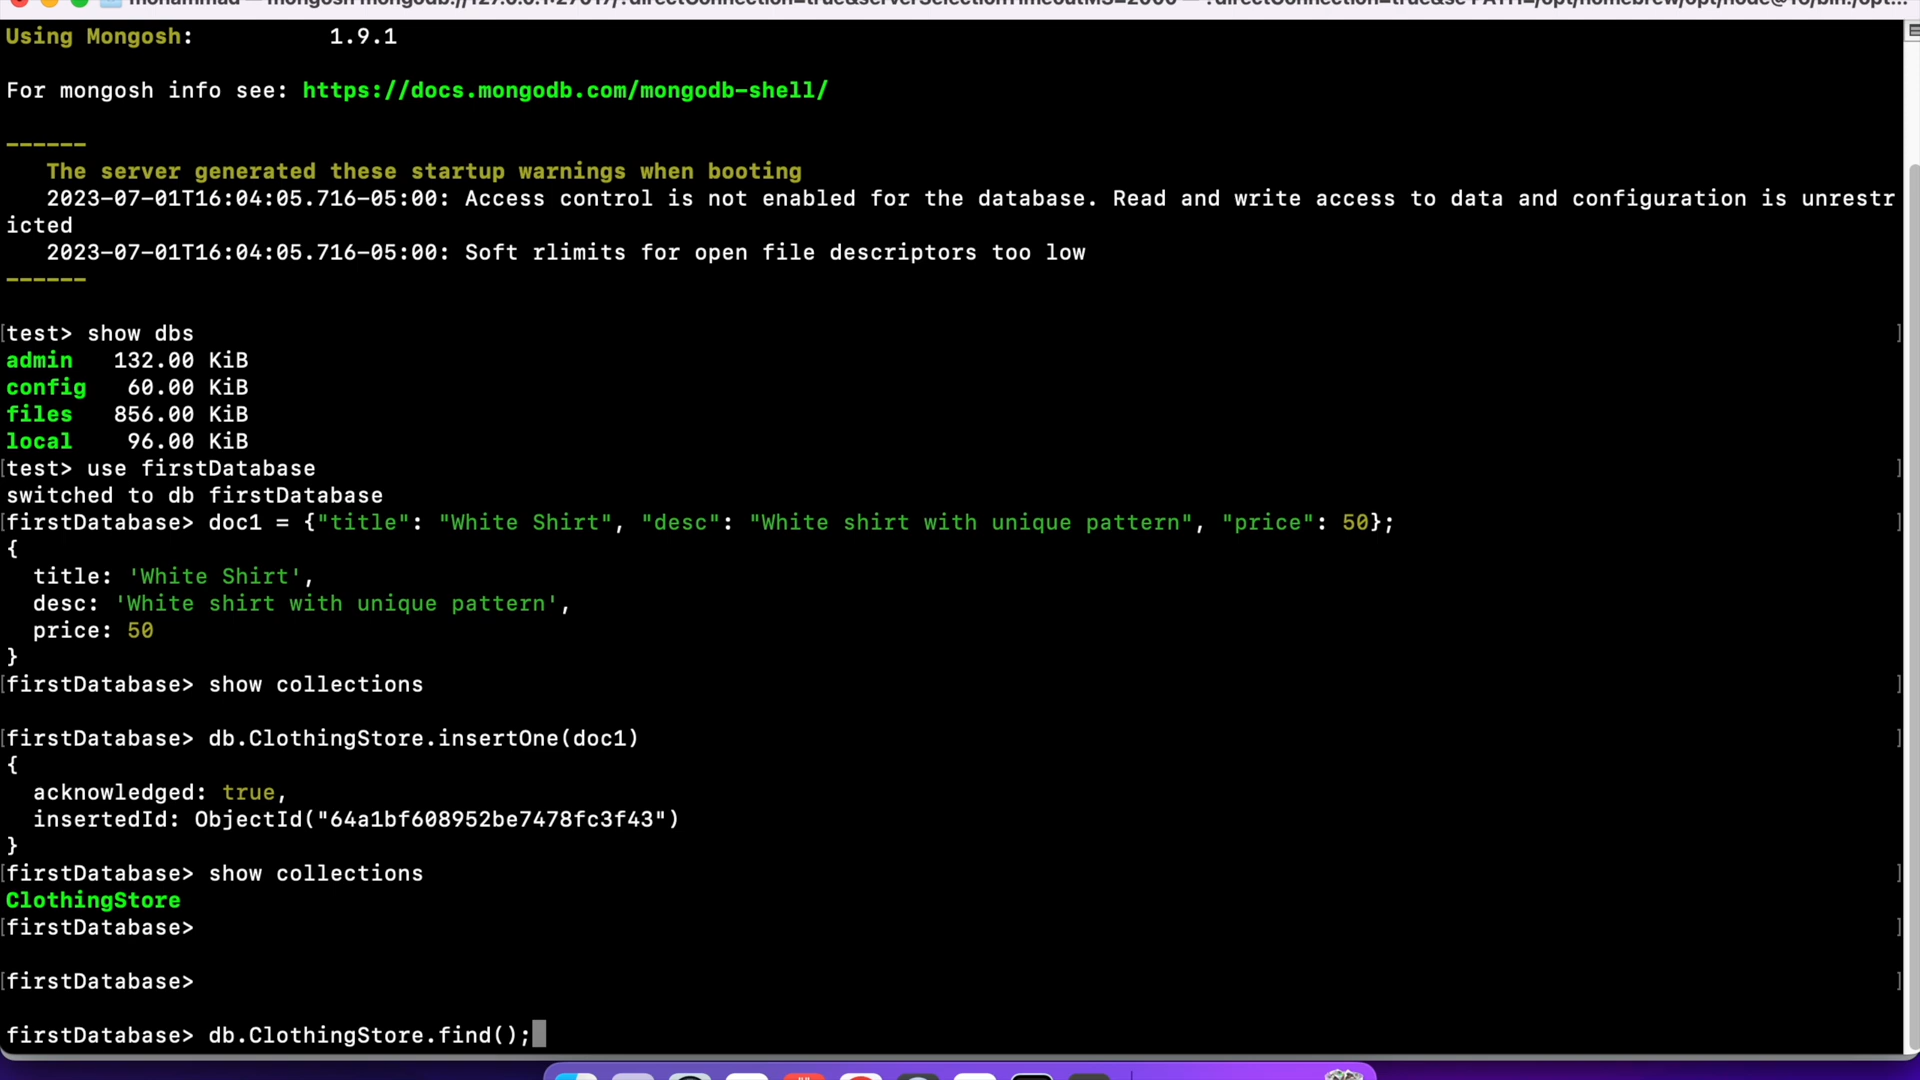 Using Mongosh: 1.9.1
For mongosh info see: https://docs.mongodb.com/mongodb-shell/
------
The server generated these startup warnings when booting
2023-07-01T16:04:05.716-05:00: Access control is not enabled for the database. Read and write access to data and configuration is unrestr
icted
2023-07-01T16:04:05.716-05:00: Soft rlimits for open file descriptors too low
------
[test> show dbs ]
admin 132.00 KiB
config 60.00 KiB
files 856.00 KiB
local 96.00 KiB
[test> use firstDatabase ]
switched to db firstDatabase
[firstDatabase> doc1 = {"title": "White Shirt", "desc": "White shirt with unique pattern", "price": 50}; ]
{
title: 'White Shirt',
desc: 'White shirt with unique pattern',
price: 50
}
[firstDatabase> show collections ]
[firstDatabase> db.ClothingStore.insertOne(doc1) ]
{
acknowledged: true,
insertedId: ObjectId("64a1bf608952be7478fc3f43")
}
[firstDatabase> show collections ]
ClothingStore
[firstDatabase> ]
[firstDatabase> ]
firstDatabase> db.ClothingStore.find();